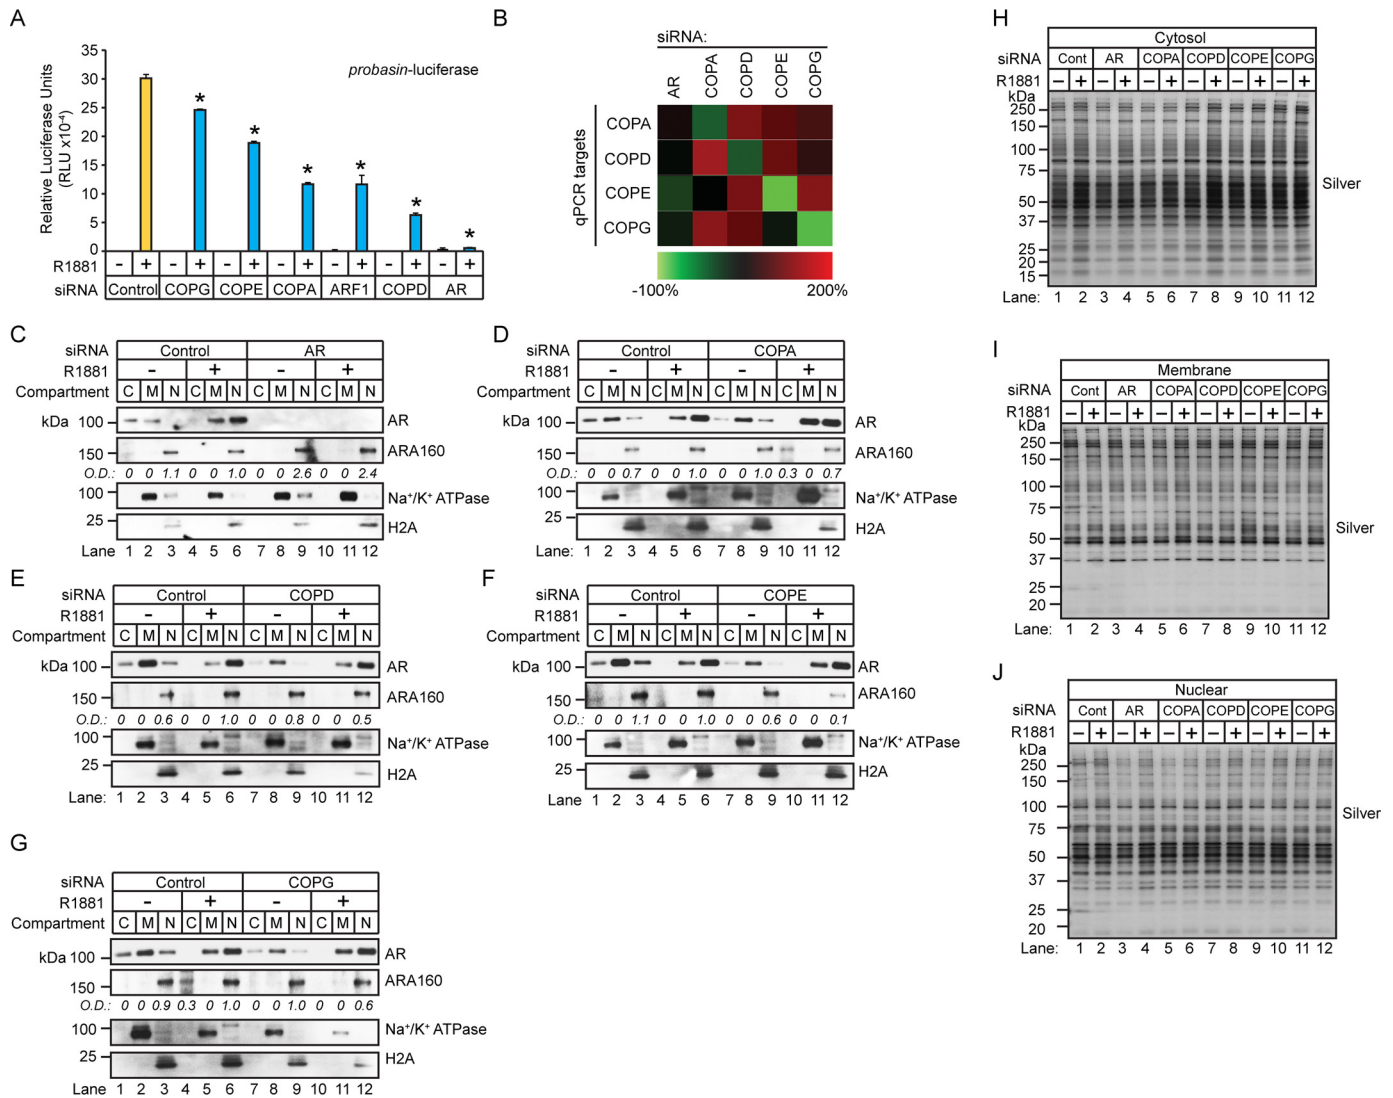 A
probasin-luciferase
Relative Luciferase Units
(RLU x10⁻⁴)
35
30
25
20
15
10
5
0
* * * * * *
R1881 - + - + - + - + - + - + - +
siRNA Control COPG COPE COPA ARF1 COPD AR
B
siRNA:
AR COPA COPD COPE COPG
qPCR targets
COPA
COPD
COPE
COPG
-100% 200%
C
siRNA Control AR
R1881 - + - +
Compartment C M N C M N C M N C M N
kDa 100 AR
150 ARA160
O.D.: 0 0 1.1 0 0 1.0 0 0 2.6 0 0 2.4
100 Na⁺/K⁺ ATPase
25 H2A
Lane 1 2 3 4 5 6 7 8 9 10 11 12
D
siRNA Control COPA
R1881 - + - +
Compartment C M N C M N C M N C M N
kDa 100 AR
150 ARA160
O.D.: 0 0 0.7 0 0 1.0 0 0 1.0 0.3 0 0.7
100 Na⁺/K⁺ ATPase
25 H2A
Lane: 1 2 3 4 5 6 7 8 9 10 11 12
E
siRNA Control COPD
R1881 - + - +
Compartment C M N C M N C M N C M N
kDa 100 AR
150 ARA160
O.D.: 0 0 0.6 0 0 1.0 0 0 0.8 0 0 0.5
100 Na⁺/K⁺ ATPase
25 H2A
Lane: 1 2 3 4 5 6 7 8 9 10 11 12
F
siRNA Control COPE
R1881 - + - +
Compartment C M N C M N C M N C M N
kDa 100 AR
150 ARA160
O.D.: 0 0 1.1 0 0 1.0 0 0 0.6 0 0 0.1
100 Na⁺/K⁺ ATPase
25 H2A
Lane: 1 2 3 4 5 6 7 8 9 10 11 12
G
siRNA Control COPG
R1881 - + - +
Compartment C M N C M N C M N C M N
kDa 100 AR
150 ARA160
O.D.: 0 0 0.9 0.3 0 1.0 0 0 1.0 0 0 0.6
100 Na⁺/K⁺ ATPase
25 H2A
Lane 1 2 3 4 5 6 7 8 9 10 11 12
H
Cytosol
siRNA Cont AR COPA COPD COPE COPG
R1881 - + - + - + - + - + - +
kDa
250
150
100
75
50
37
25
20
15
Silver
Lane: 1 2 3 4 5 6 7 8 9 10 11 12
I
Membrane
siRNA Cont AR COPA COPD COPE COPG
R1881 - + - + - + - + - + - +
kDa
250
150
100
75
50
37
25
20
Silver
Lane: 1 2 3 4 5 6 7 8 9 10 11 12
J
Nuclear
siRNA Cont AR COPA COPD COPE COPG
R1881 - + - + - + - + - + - +
kDa
250
150
100
75
50
37
25
20
Silver
Lane: 1 2 3 4 5 6 7 8 9 10 11 12